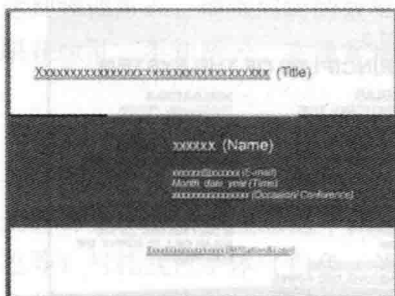 Xxxxxxxxxxxxxxxxxxxxxxxxxxxxxxxxxx (Title)
xxxxxx (Name)
xxxxxx@xxxxxx (E-mail)
Month, date, year (Time)
xxxxxxxxxxxxxxxx (Occasion/ Conference)